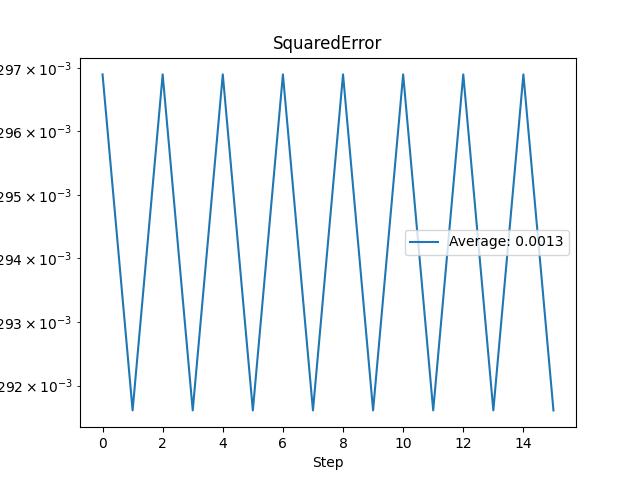 SquaredError
297 × 10⁻³
296 × 10⁻³
295 × 10⁻³
294 × 10⁻³
293 × 10⁻³
292 × 10⁻³
Average: 0.0013
0 2 4 6 8 10 12 14
Step